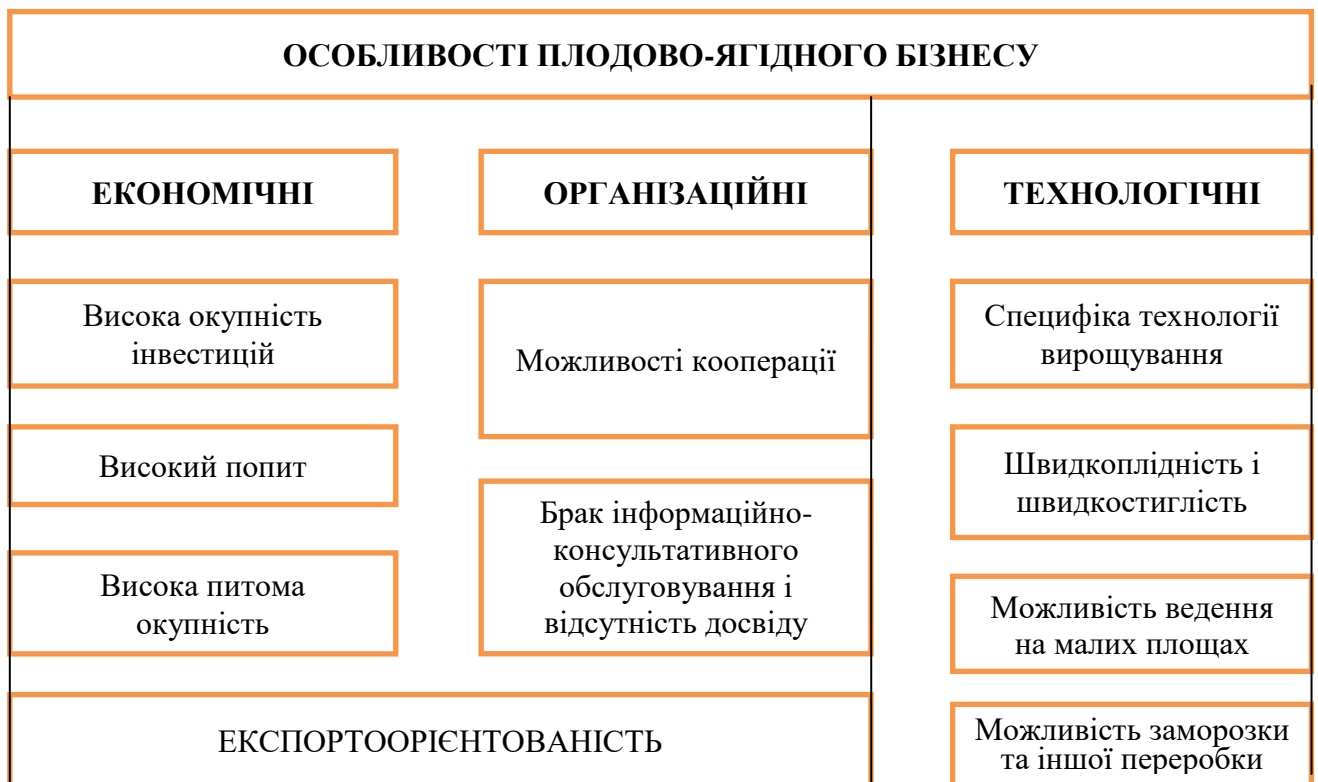 ОСОБЛИВОСТІ ПЛОДОВО-ЯГІДНОГО БІЗНЕСУ
ЕКОНОМІЧНІ
Висока окупність
інвестицій
Високий попит
Висока питома
окупність
ОРГАНІЗАЦІЙНІ
Можливості кооперації
Брак інформаційно-
консультативного
обслуговування і
відсутність досвіду
ЕКСПОРТООРІЄНТОВАНІСТЬ
ТЕХНОЛОГІЧНІ
Специфіка технології
вирощування
Швидкоплідність і
швидкостиглість
Можливість ведення
на малих площах
Можливість заморозки
та іншої переробки